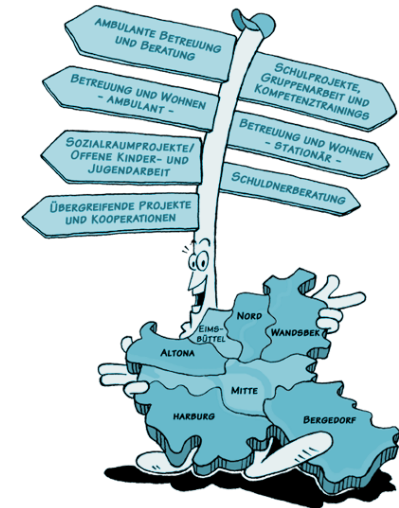 AMBULANTE BETREUUNG
UND BERATUNG
SCHULPROJEKTE,
GRUPPENARBEIT UND
KOMPETENZTRAININGS
BETREUUNG UND WOHNEN
- AMBULANT -
BETREUUNG UND WOHNEN
- STATIONÄR -
SOZIALRAUMPROJEKTE/
OFFENE KINDER- UND
JUGENDARBEIT
SCHULDNERBERATUNG
ÜBERGREIFENDE PROJEKTE
UND KOOPERATIONEN
NORD
EIMS-
BÜTTEL
WANDSBEK
ALTONA
MITTE
HARBURG
BERGEDORF